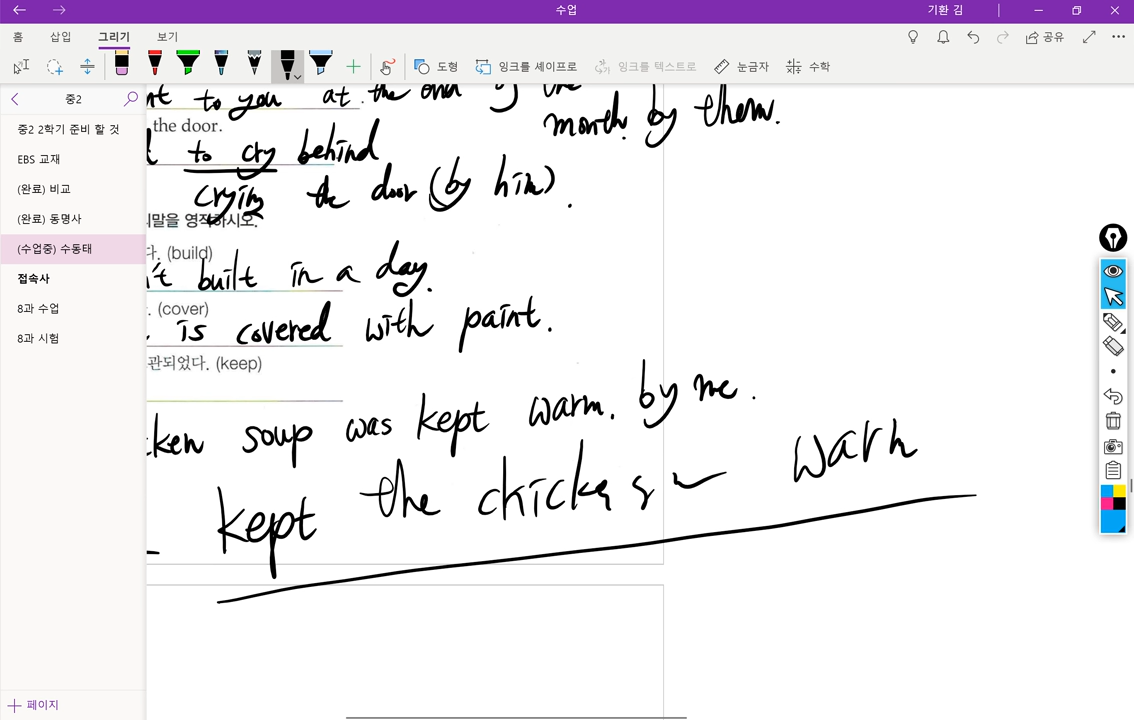 수업
기환 김
홈 삽입 그리기 보기
공유
도형 잉크를 셰이프로 잉크를 텍스트로 눈금자 수학
중2
중2 2학기 준비 할 것
EBS 교재
(완료) 비교
(완료) 동명사
(수업중) 수동태
접속사
8과 수업
8과 시험
페이지
to you at the end of the
month by them.
the door.
to cry behind
crying the door (by him).
말을 영작하시오.
다. (build)
't built in a day.
. (cover)
is covered with paint.
관되었다. (keep)
cken soup was kept warm. by me.
kept the chicken s warm